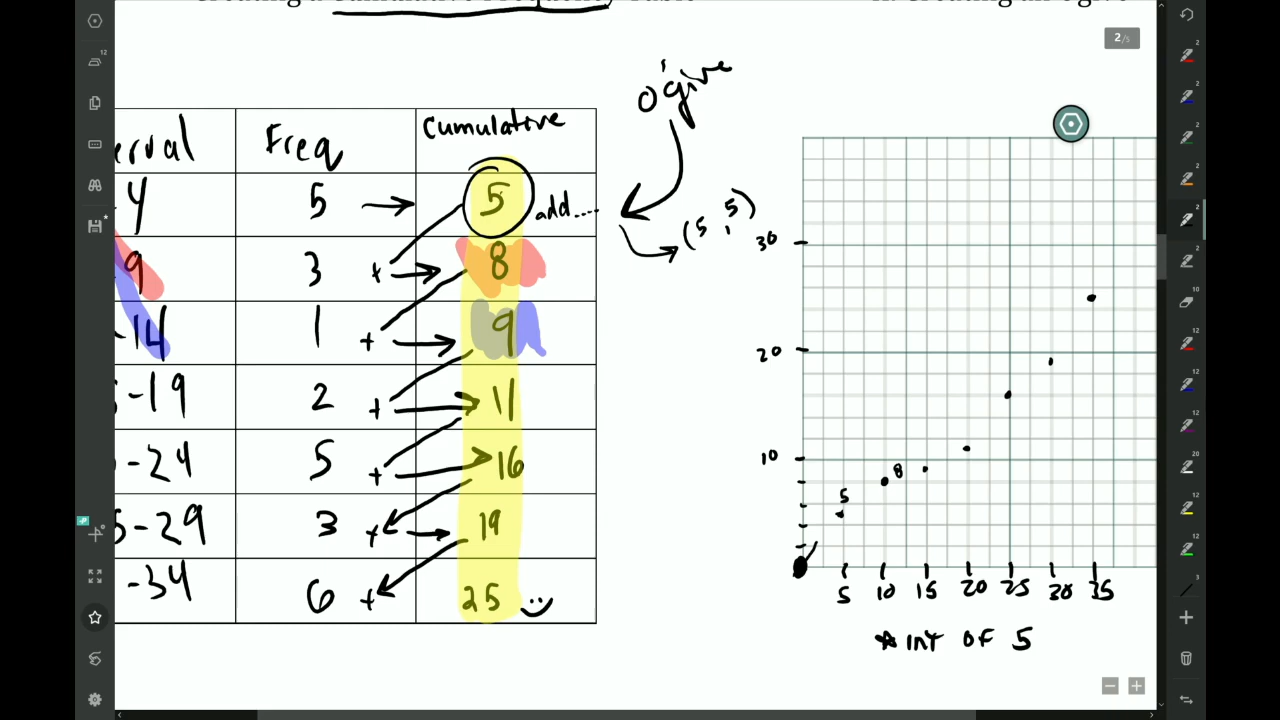 Creating a Cumulative Frequency Table
II. Creating an Ogive
2/5
ogive
erval Freq Cumulative
4 5 5 add....
(5, 5)
9 3 + 8
-14 1 + 9
-19 2 + 11
-24 5 + 16
5-29 3 + 19
-34 6 + 25
30
20
10
5 8
5 10 15 20 25 30 35
* INT OF 5